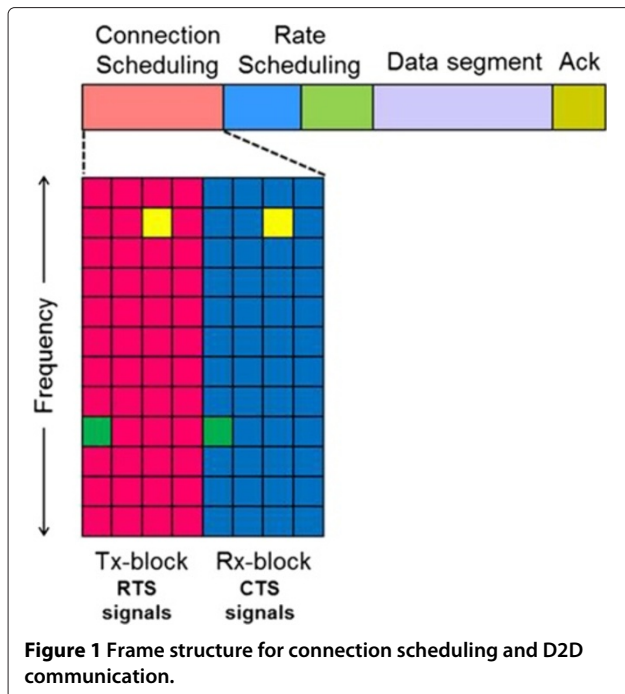 Connection Scheduling
Rate Scheduling
Data segment
Ack
Frequency
Tx-block
RTS
signals
Rx-block
CTS
signals
Figure 1 Frame structure for connection scheduling and D2D
communication.